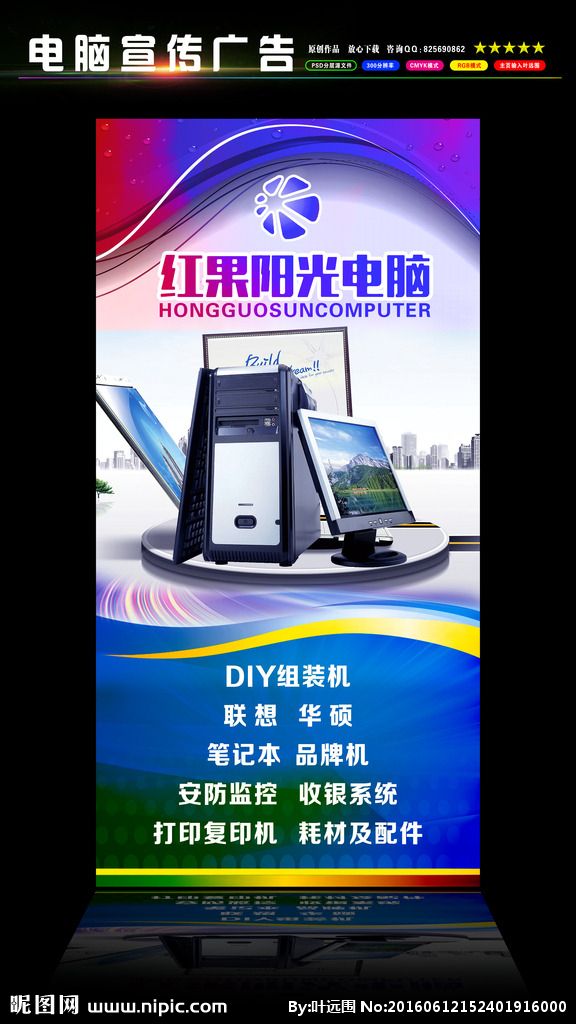 电脑宣传广告
原创作品 放心下载 咨询QQ:825690862
PSD分层源文件 300分辨率 CMYK模式 RGB模式 主页输入叶远围
红果阳光电脑
HONGGUOSUNCOMPUTER
DIY组装机
联想 华硕
笔记本 品牌机
安防监控 收银系统
打印复印机 耗材及配件
昵图网 www.nipic.com
By:叶远围 No:20160612152401916000